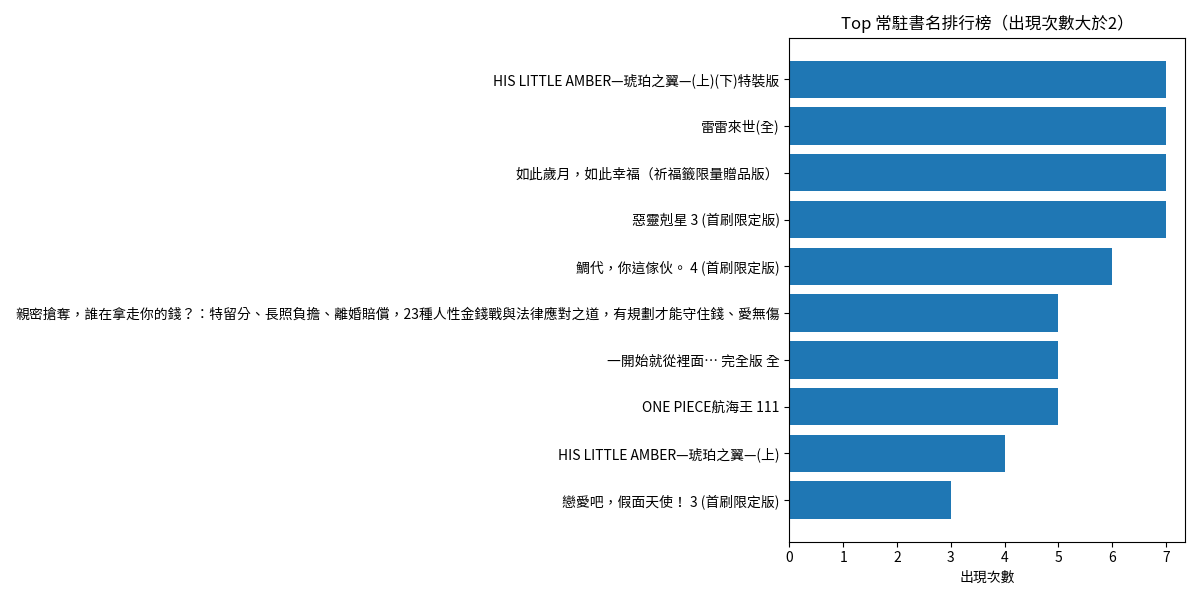 Top 常駐書名排行榜（出現次數大於2）
HIS LITTLE AMBER—琥珀之翼—(上)(下)特裝版
雷雷來世(全)
如此歲月，如此幸福（祈福籤限量贈品版）
惡靈剋星 3 (首刷限定版)
鯛代，你這傢伙。 4 (首刷限定版)
親密搶奪，誰在拿走你的錢？：特留分、長照負擔、離婚賠償，23種人性金錢戰與法律應對之道，有規劃才能守住錢、愛無傷
一開始就從裡面… 完全版 全
ONE PIECE航海王 111
HIS LITTLE AMBER—琥珀之翼—(上)
戀愛吧，假面天使！ 3 (首刷限定版)
0 1 2 3 4 5 6 7
出現次數